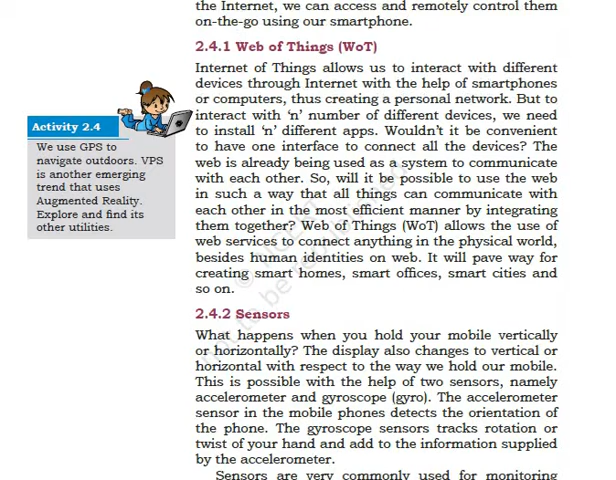 the Internet, we can access and remotely control them
on-the-go using our smartphone.
2.4.1 Web of Things (WoT)
Internet of Things allows us to interact with different
devices through Internet with the help of smartphones
or computers, thus creating a personal network. But to
interact with ‘n’ number of different devices, we need
to install ‘n’ different apps. Wouldn’t it be convenient
to have one interface to connect all the devices? The
web is already being used as a system to communicate
with each other. So, will it be possible to use the web
in such a way that all things can communicate with
each other in the most efficient manner by integrating
them together? Web of Things (WoT) allows the use of
web services to connect anything in the physical world,
besides human identities on web. It will pave way for
creating smart homes, smart offices, smart cities and
so on.
Activity 2.4
We use GPS to
navigate outdoors. VPS
is another emerging
trend that uses
Augmented Reality.
Explore and find its
other utilities.
2.4.2 Sensors
What happens when you hold your mobile vertically
or horizontally? The display also changes to vertical or
horizontal with respect to the way we hold our mobile.
This is possible with the help of two sensors, namely
accelerometer and gyroscope (gyro). The accelerometer
sensor in the mobile phones detects the orientation of
the phone. The gyroscope sensors tracks rotation or
twist of your hand and add to the information supplied
by the accelerometer.
Sensors are very commonly used for monitoring